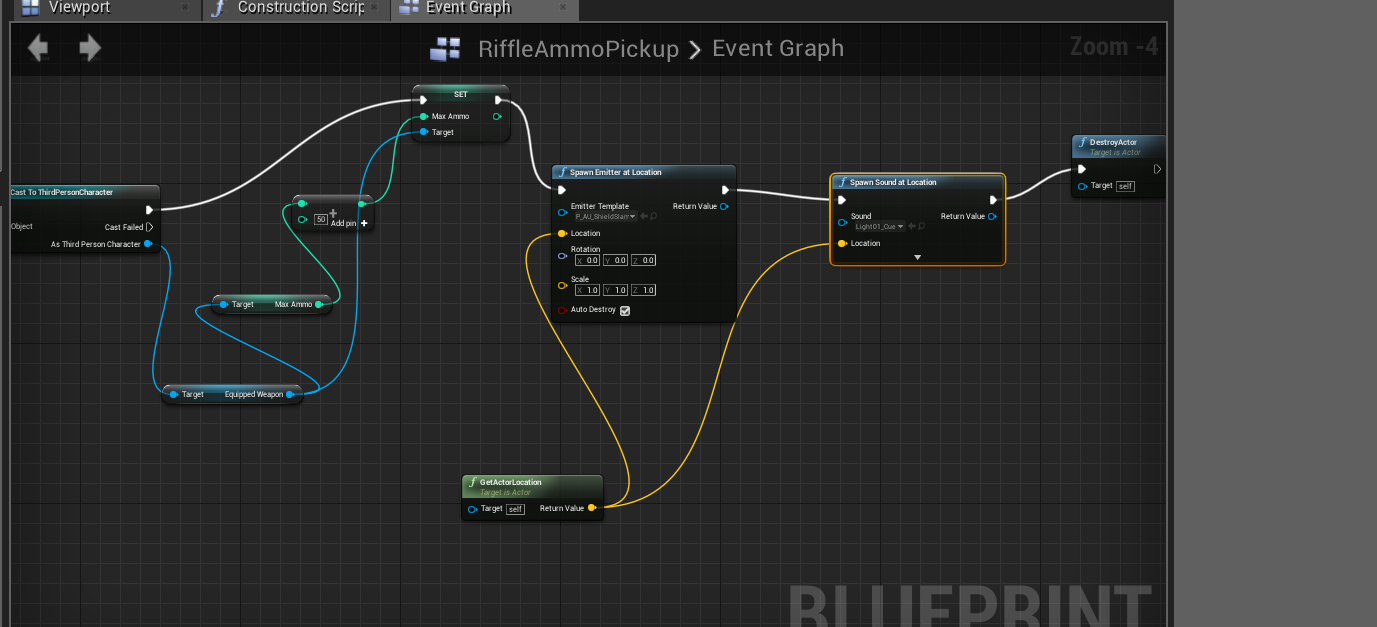 Viewport
Construction Scrip
Event Graph
RiffleAmmoPickup > Event Graph
Zoom -4
SET
Max Ammo
Target
Cast To ThirdPersonCharacter
Object
Cast Failed
As Third Person Character
50
Add pin +
Target Max Ammo
Target Equipped Weapon
Spawn Emitter at Location
Emitter Template
P_AU_ShieldSlam
Return Value
Location
Rotation
X 0.0 Y 0.0 Z 0.0
Scale
X 1.0 Y 1.0 Z 1.0
Auto Destroy
Spawn Sound at Location
Sound
Light01_Cue
Return Value
Location
DestroyActor
Target is Actor
Target self
GetActorLocation
Target is Actor
Target self Return Value
BLUEPRINT